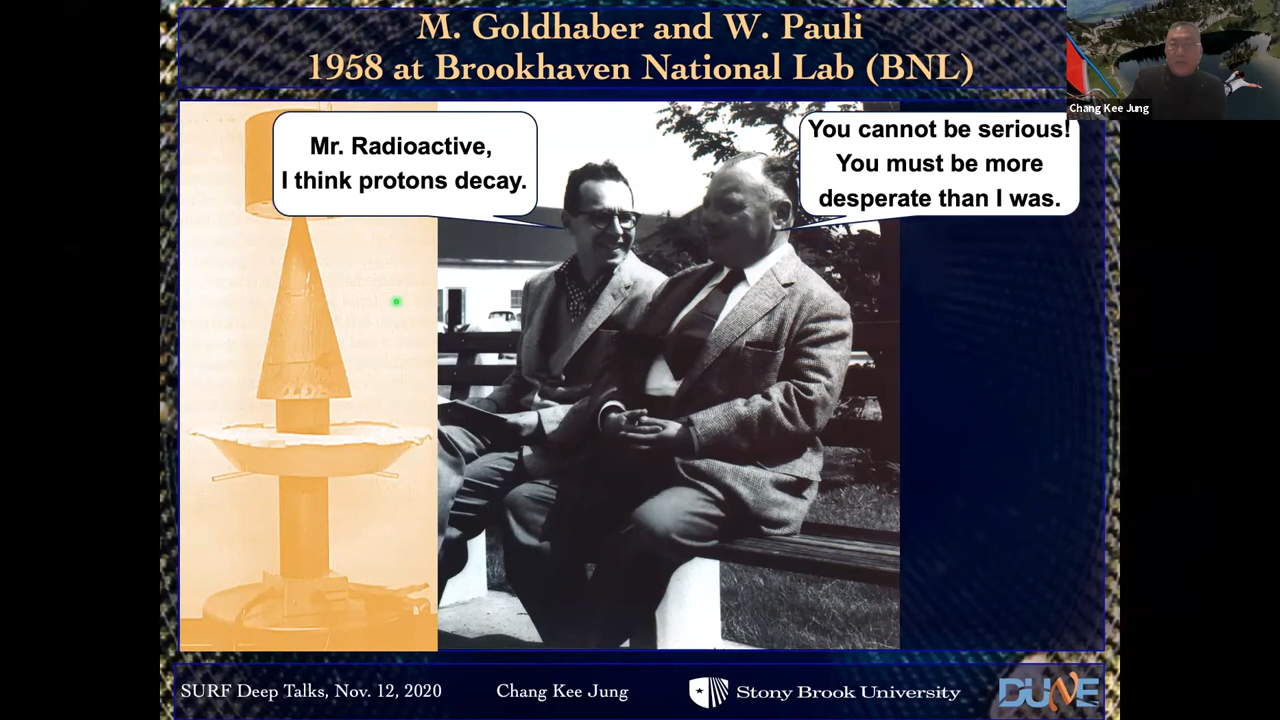 M. Goldhaber and W. Pauli
1958 at Brookhaven National Lab (BNL)
Chang Kee Jung
Mr. Radioactive,
I think protons decay.
You cannot be serious!
You must be more
desperate than I was.
SURF Deep Talks, Nov. 12, 2020
Chang Kee Jung
Stony Brook University
DUNE